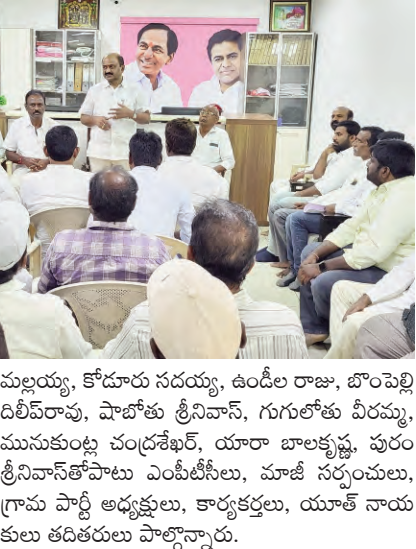 మల్లయ్య, కోడూరు సదయ్య, ఉండీల రాజు, బొంపెల్లి
దిలీప్‌రావు, షాబోతు శ్రీనివాస్, గుగులోతు వీరమ్మ,
మునుకుంట్ల చంద్రశేఖర్, యారా బాలకృష్ణ, పురం
శ్రీనివాస్‌తోపాటు ఎంపీటీసీలు, మాజీ సర్పంచులు,
గ్రామ పార్టీ అధ్యక్షులు, కార్యకర్తలు, యూత్ నాయ
కులు తదితరులు పాల్గొన్నారు.